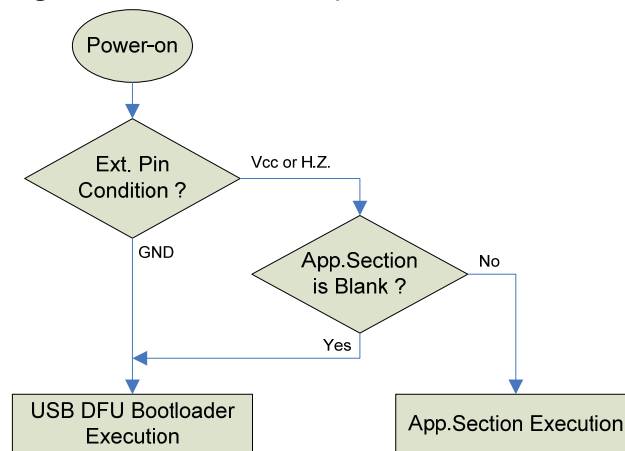 Power-on
Ext. Pin
Condition ?
Vcc or H.Z.
GND
App.Section
is Blank ?
No
Yes
USB DFU Bootloader
Execution
App.Section Execution